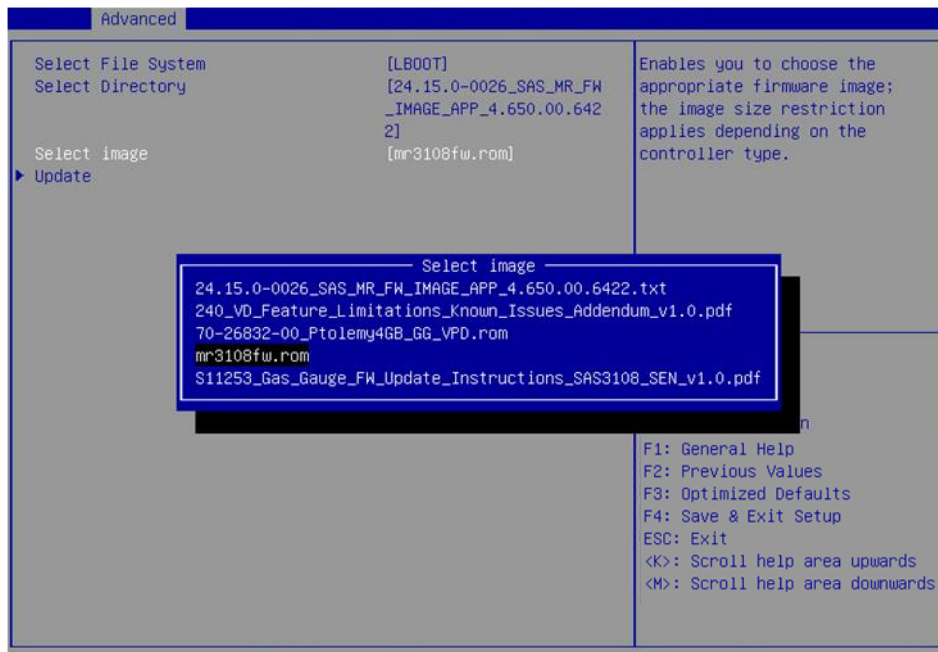 Advanced
Select File System [LBOOT]
Select Directory [24.15.0-0026_SAS_MR_FW
_IMAGE_APP_4.650.00.642
2]
Select image [mr3108fw.rom]
Update
Enables you to choose the
appropriate firmware image;
the image size restriction
applies depending on the
controller type.
Select image
24.15.0-0026_SAS_MR_FW_IMAGE_APP_4.650.00.6422.txt
240_VD_Feature_Limitations_Known_Issues_Addendum_v1.0.pdf
70-26832-00_Ptolemy4GB_GG_VPD.rom
mr3108fw.rom
S11253_Gas_Gauge_FW_Update_Instructions_SAS3108_SEN_v1.0.pdf
F1: General Help
F2: Previous Values
F3: Optimized Defaults
F4: Save & Exit Setup
ESC: Exit
<K>: Scroll help area upwards
<M>: Scroll help area downwards